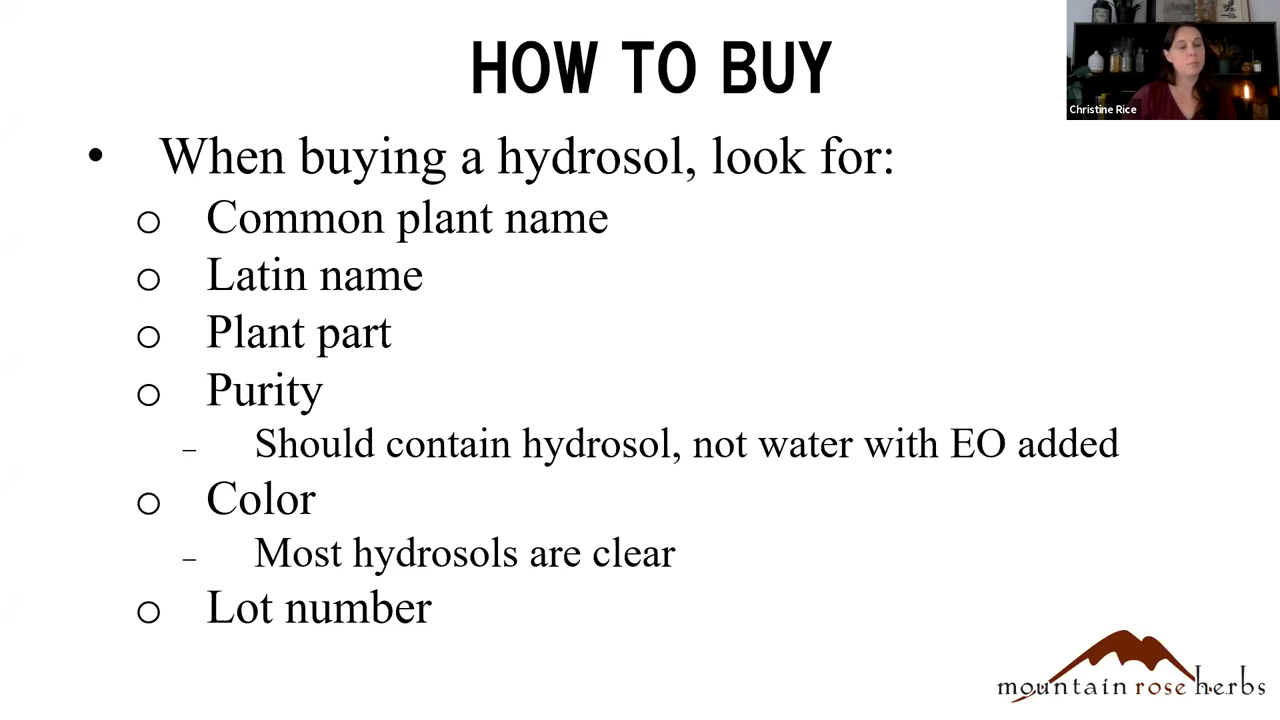 HOW TO BUY
Christine Rice
• When buying a hydrosol, look for:
o Common plant name
o Latin name
o Plant part
o Purity
– Should contain hydrosol, not water with EO added
o Color
– Most hydrosols are clear
o Lot number
mountain rose herbs